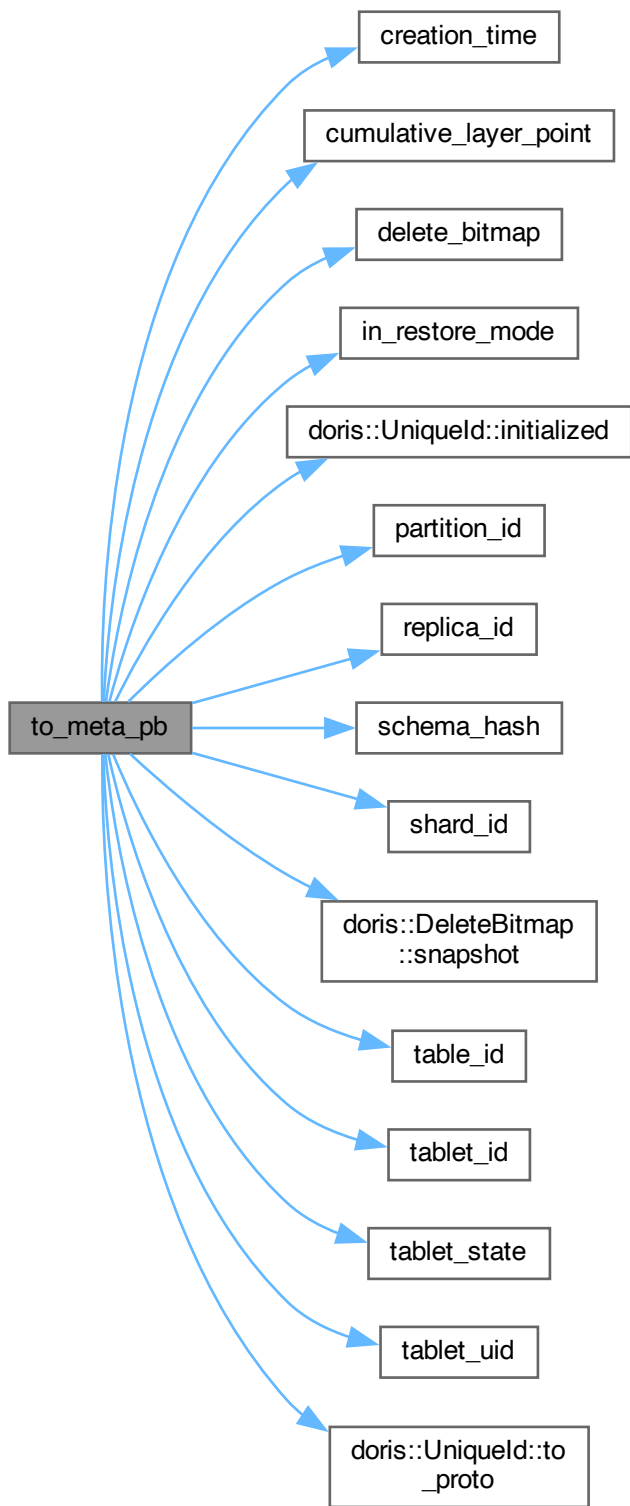 creation_time
cumulative_layer_point
delete_bitmap
in_restore_mode
doris::UniqueId::initialized
partition_id
replica_id
to_meta_pb
schema_hash
shard_id
doris::DeleteBitmap
::snapshot
table_id
tablet_id
tablet_state
tablet_uid
doris::UniqueId::to
_proto